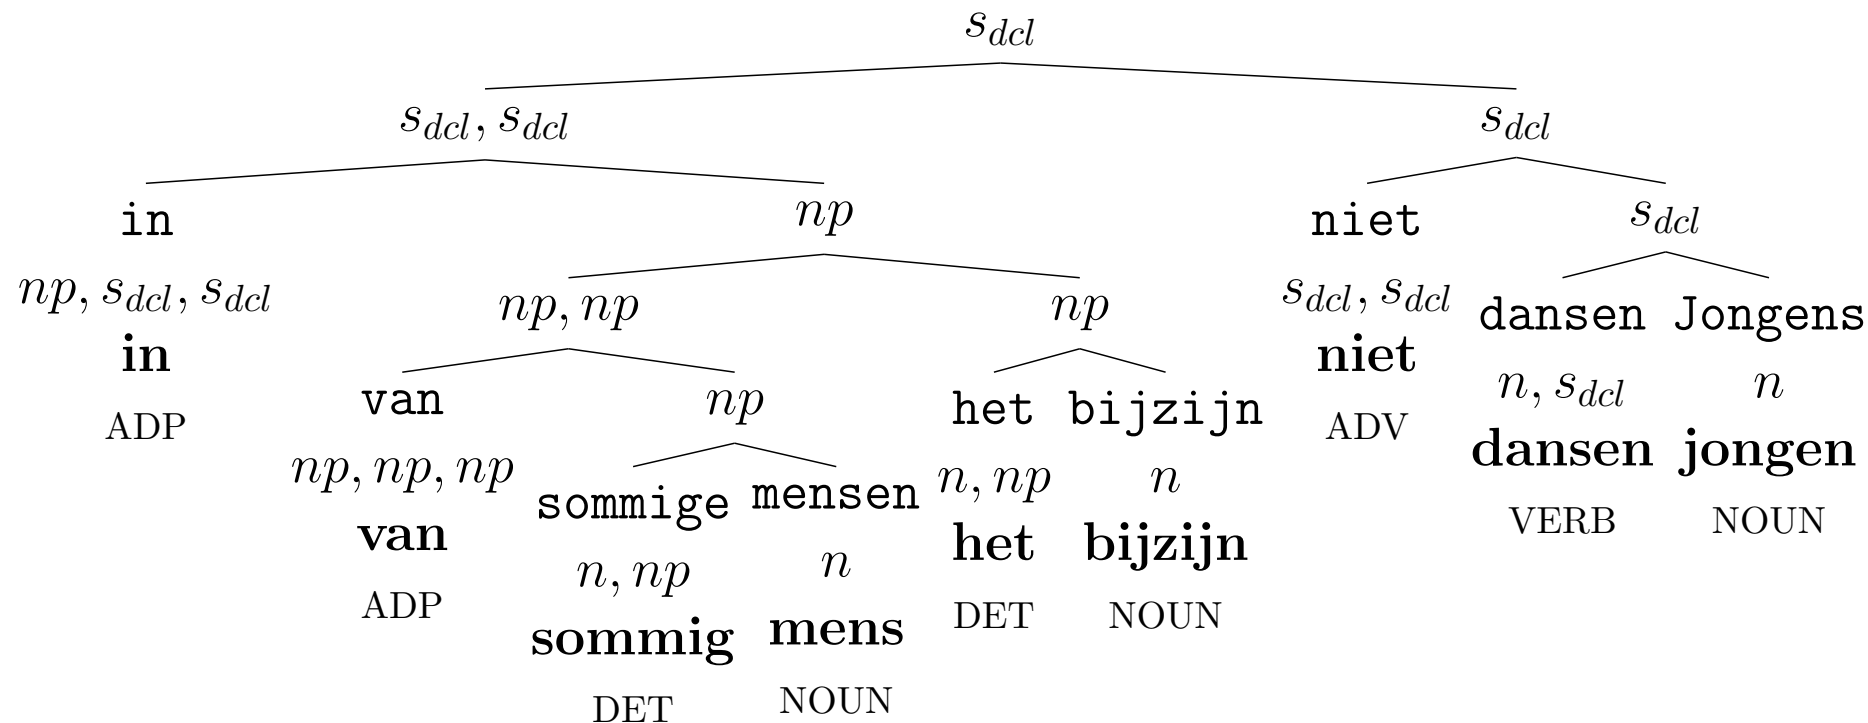 s_dcl
s_dcl, s_dcl s_dcl
in np niet s_dcl
np, s_dcl, s_dcl np, np np s_dcl, s_dcl dansen Jongens
in niet n, s_dcl n
ADP van np het bijzijn ADV dansen jongen
np, np, np sommige mensen n, np n VERB NOUN
van n, np n het bijzijn
ADP sommig mens DET NOUN
DET NOUN